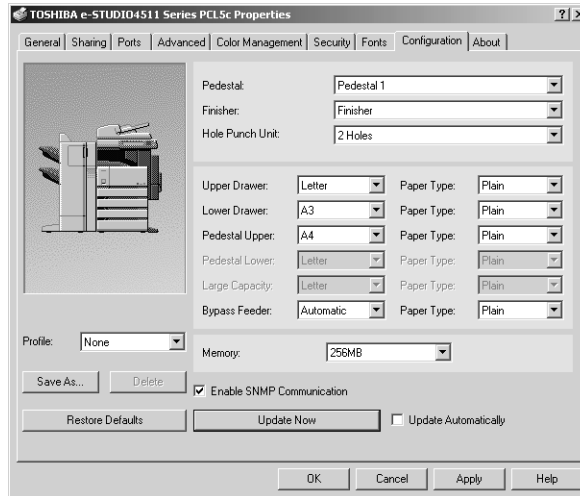 TOSHIBA e-STUDIO4511 Series PCL5c Properties
General Sharing Ports Advanced Color Management Security Fonts Configuration About
Pedestal: Pedestal 1
Finisher: Finisher
Hole Punch Unit: 2 Holes
Upper Drawer: Letter Paper Type: Plain
Lower Drawer: A3 Paper Type: Plain
Pedestal Upper: A4 Paper Type: Plain
Pedestal Lower: Letter Paper Type: Plain
Large Capacity: Letter Paper Type: Plain
Bypass Feeder: Automatic Paper Type: Plain
Profile: None
Memory: 256MB
Save As... Delete
Enable SNMP Communication
Restore Defaults Update Now Update Automatically
OK Cancel Apply Help